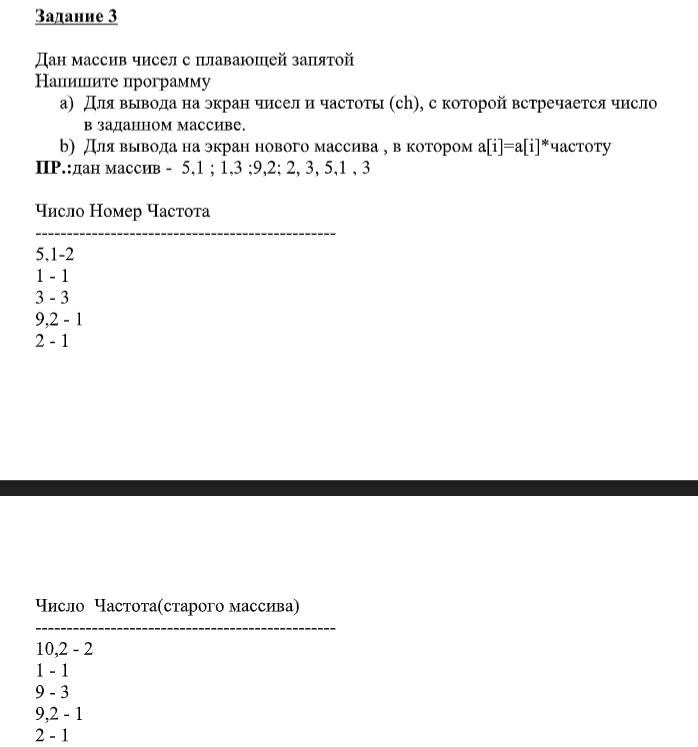 Задание 3
Дан массив чисел с плавающей запятой
Напишите программу
a) Для вывода на экран чисел и частоты (ch), с которой встречается число
в заданном массиве.
b) Для вывода на экран нового массива , в котором a[i]=a[i]*частоту
ПР.:дан массив - 5,1 ; 1,3 ;9,2; 2, 3, 5,1 , 3
Число Номер Частота
------------------------------------------------
5,1-2
1 - 1
3 - 3
9,2 - 1
2 - 1
Число Частота(старого массива)
------------------------------------------------
10,2 - 2
1 - 1
9 - 3
9,2 - 1
2 - 1